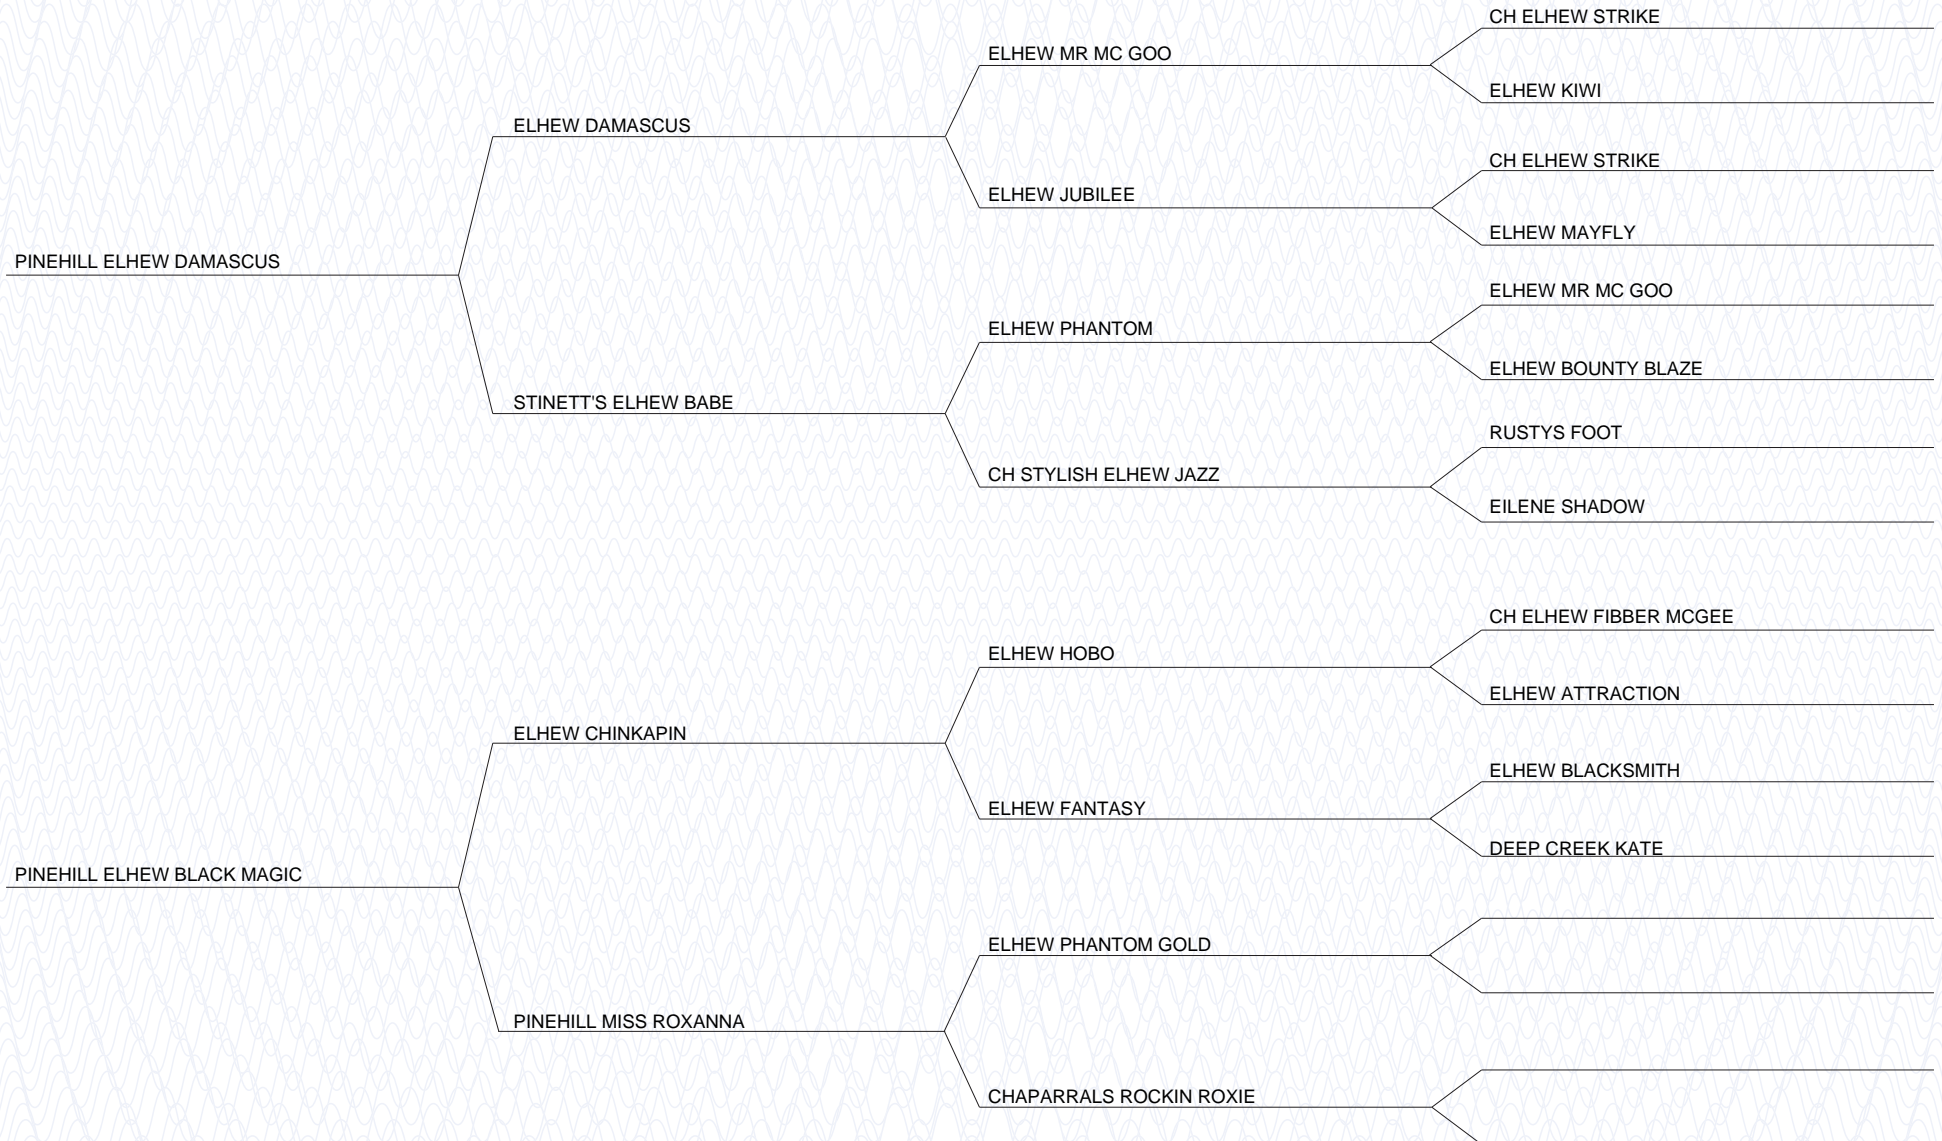 CH ELHEW STRIKE
ELHEW MR MC GOO
ELHEW KIWI
ELHEW DAMASCUS
CH ELHEW STRIKE
ELHEW JUBILEE
ELHEW MAYFLY
PINEHILL ELHEW DAMASCUS
ELHEW MR MC GOO
ELHEW PHANTOM
ELHEW BOUNTY BLAZE
STINETT'S ELHEW BABE
RUSTYS FOOT
CH STYLISH ELHEW JAZZ
EILENE SHADOW
CH ELHEW FIBBER MCGEE
ELHEW HOBO
ELHEW ATTRACTION
ELHEW CHINKAPIN
ELHEW BLACKSMITH
ELHEW FANTASY
DEEP CREEK KATE
PINEHILL ELHEW BLACK MAGIC
ELHEW PHANTOM GOLD
PINEHILL MISS ROXANNA
CHAPARRALS ROCKIN ROXIE